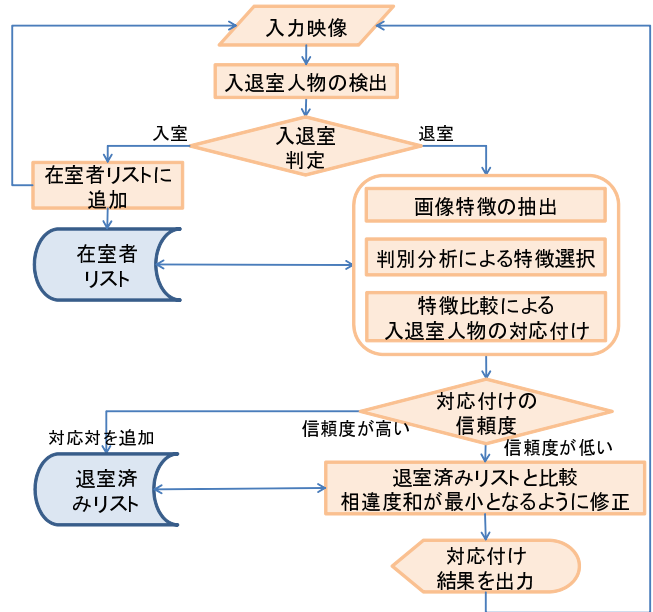 入力映像
入退室人物の検出
入室
入退室
判定
退室
在室者リストに
追加
画像特徴の抽出
在室者
リスト
判別分析による特徴選択
特徴比較による
入退室人物の対応付け
対応付けの
信頼度
信頼度が高い
対応対を追加
信頼度が低い
退室済
みリスト
退室済みリストと比較
相違度和が最小となるように修正
対応付け
結果を出力